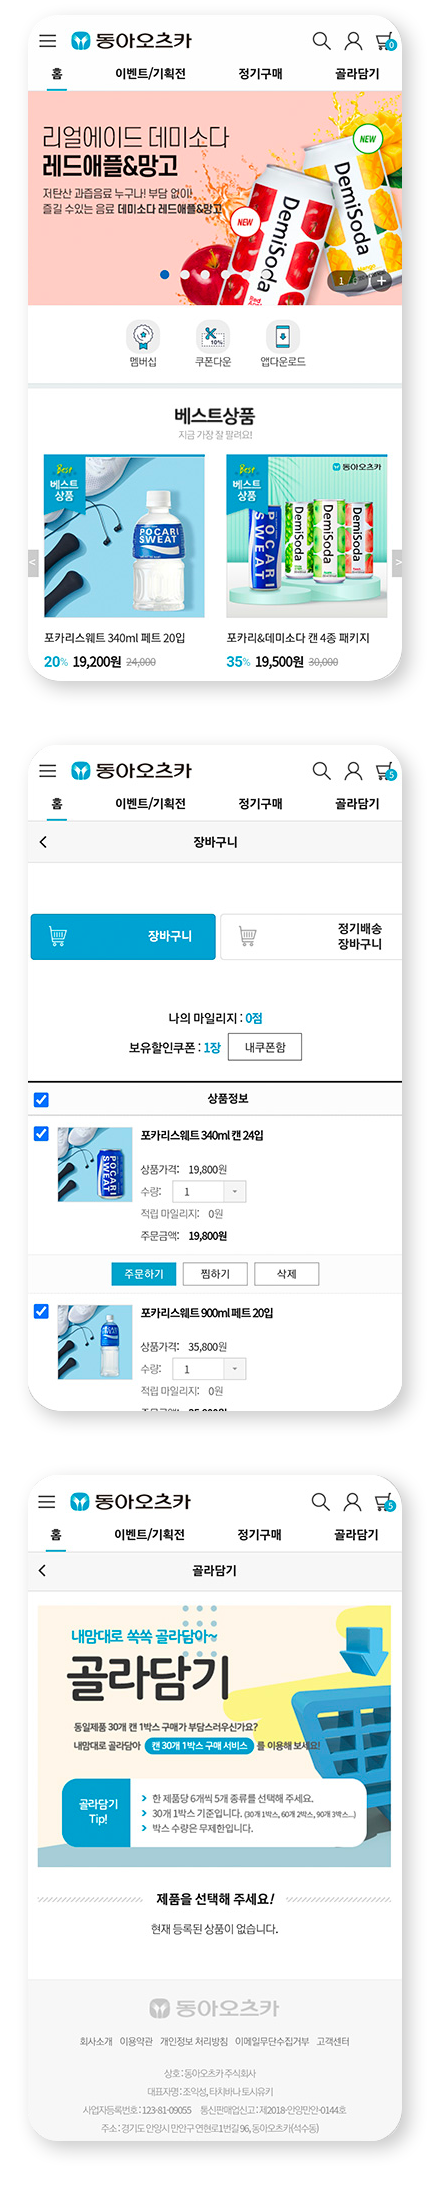 동아오츠카
0
홈 이벤트/기획전 정기구매 골라담기
리얼에이드 데미소다
레드애플&망고
저탄산 과즙음료 누구나! 부담 없이!
즐길 수있는 음료 데미소다 레드애플&망고
NEW
NEW
DemiSoda
DemiSoda
1
멤버십 쿠폰다운 앱다운로드
10%
베스트상품
지금 가장 잘 팔려요!
Best
베스트
상품
POCARI
SWEAT
Best
베스트
상품
동아오츠카
POCARI
SWEAT
DemiSoda
DemiSoda
DemiSoda
< >
포카리스웨트 340ml 페트 20입
20% 19,200원 24,000
포카리&데미소다 캔 4종 패키지
35% 19,500원 30,000
동아오츠카
5
홈 이벤트/기획전 정기구매 골라담기
장바구니
장바구니
정기배송
장바구니
나의 마일리지 : 0점
보유할인쿠폰 : 1장 내쿠폰함
상품정보
포카리스웨트 340ml 캔 24입
POCARI
SWEAT
상품가격: 19,800원
수량: 1
적립 마일리지: 0원
주문금액: 19,800원
주문하기 찜하기 삭제
포카리스웨트 900ml 페트 20입
상품가격: 35,800원
수량: 1
적립 마일리지: 0원
동아오츠카
5
홈 이벤트/기획전 정기구매 골라담기
골라담기
내맘대로 쏙쏙 골라담아~
골라담기
동일제품 30개 캔 1박스 구매가 부담스러우신가요?
내맘대로 골라담아 캔 30개 1박스 구매 서비스 를 이용해 보세요!
골라담기
Tip!
한 제품당 6개씩 5개 종류를 선택해 주세요.
30개 1박스 기준입니다. (30개 1박스, 60개 2박스, 90개 3박스...)
박스 수량은 무제한입니다.
제품을 선택해 주세요!
현재 등록된 상품이 없습니다.
동아오츠카
회사소개 이용약관 개인정보 처리방침 이메일무단수집거부 고객센터
상호 : 동아오츠카 주식회사
대표자명 : 조익성, 타치바나 토시유키
사업자등록번호 : 123-81-09055 통신판매업신고 : 제2018-안양만안-0144호
주소 : 경기도 안양시 만안구 연현로1번길 96, 동아오츠카(석수동)